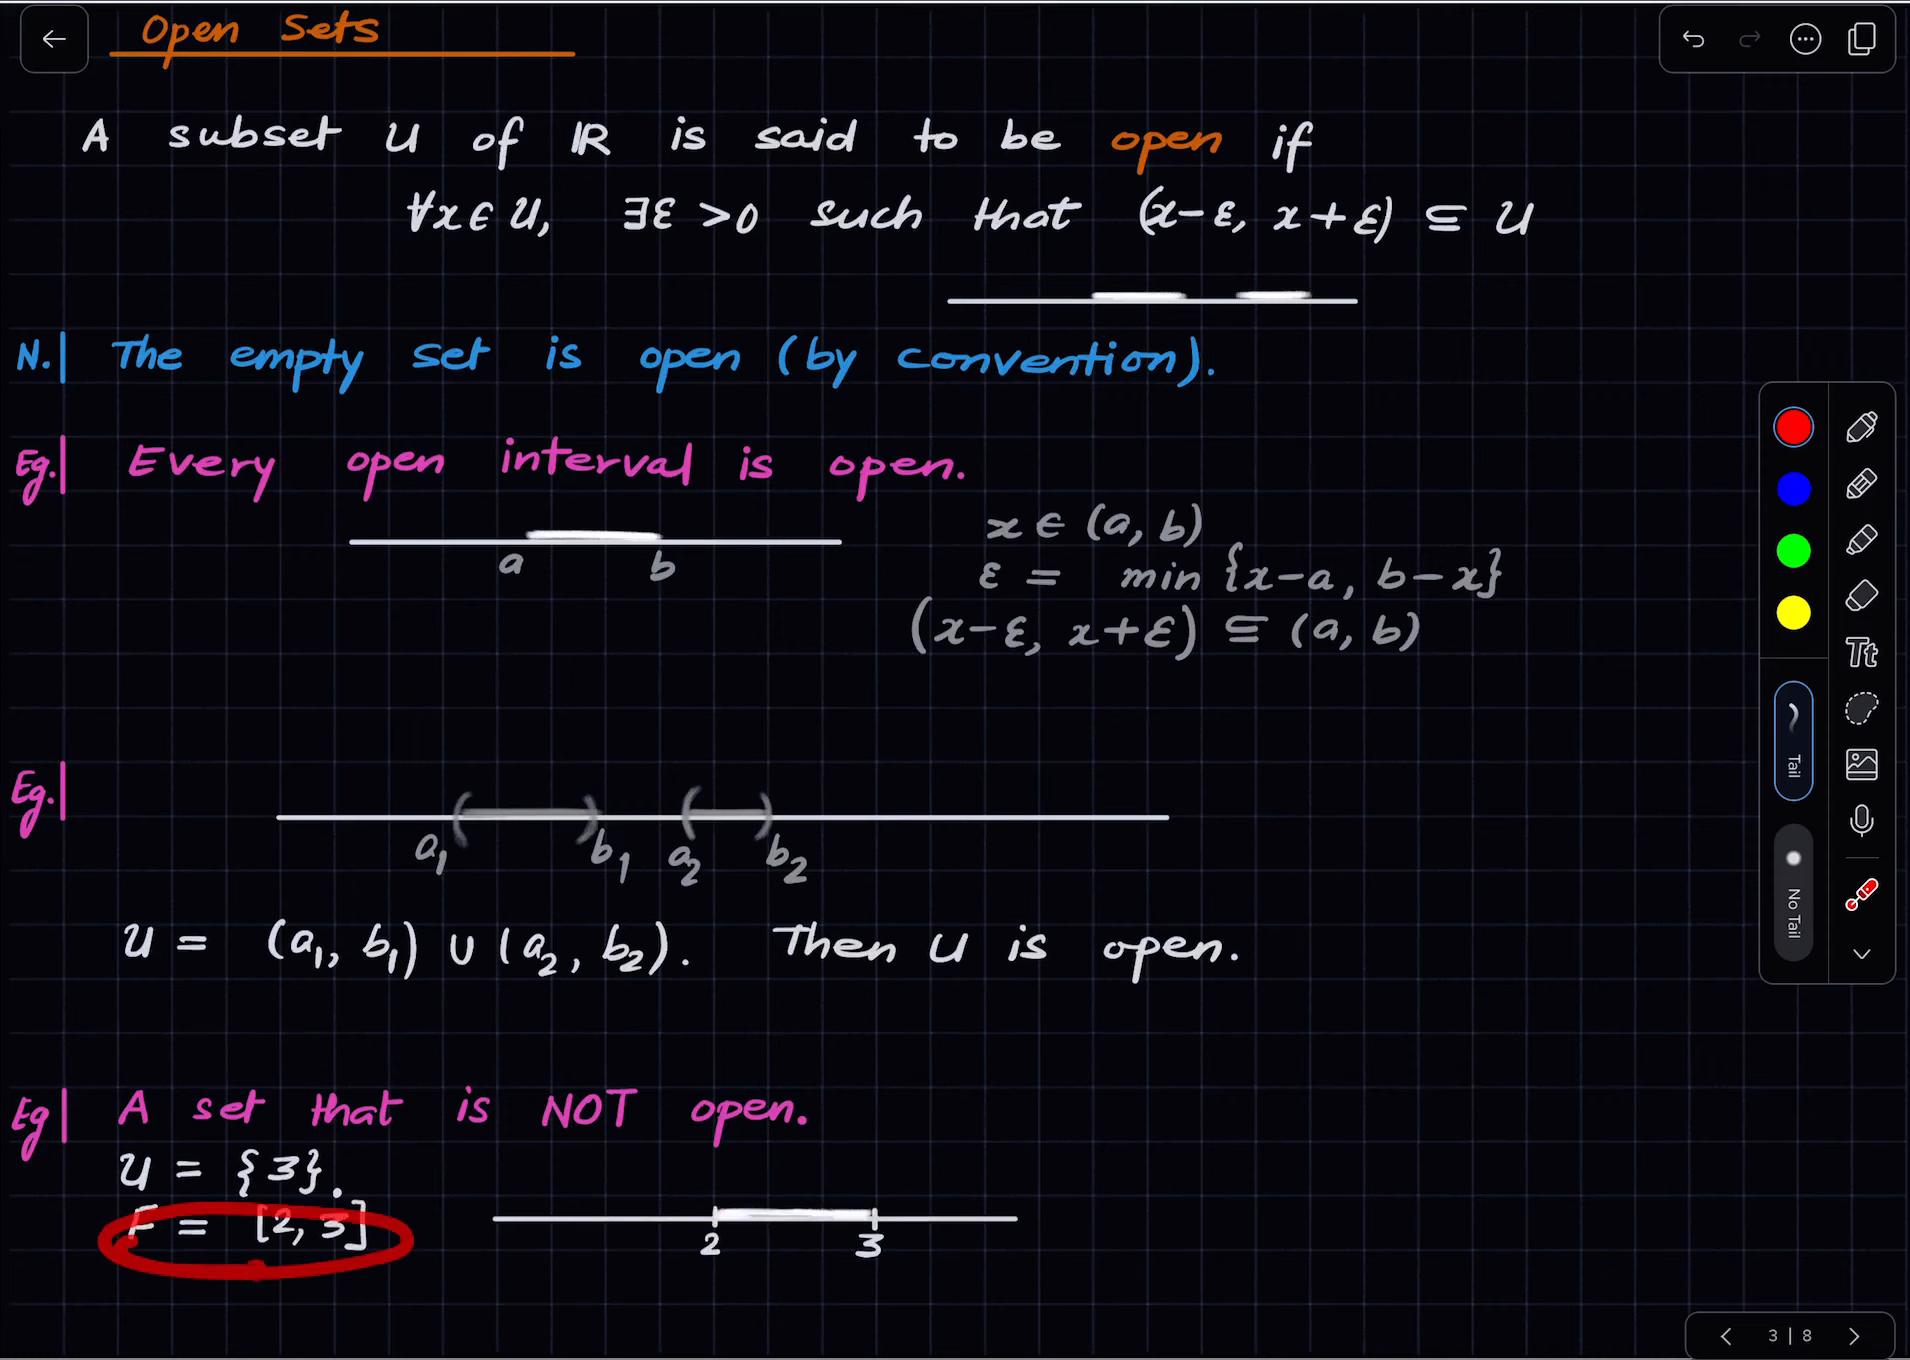 Open Sets
A subset U of ℝ is said to be open if
∀x∈U, ∃ε>0 such that (x-ε, x+ε) ⊆ U
N.| The empty set is open (by convention).
Eg.| Every open interval is open.
a b
x ∈ (a, b)
ε = min {x-a, b-x}
(x-ε, x+ε) ⊆ (a, b)
Eg.|
( ) ( )
a₁ b₁ a₂ b₂
U = (a₁, b₁) ∪ (a₂, b₂). Then U is open.
Eg| A set that is NOT open.
U = {3}.
F = [2, 3]
2 3
Tt
Tail
No Tail
3 | 8